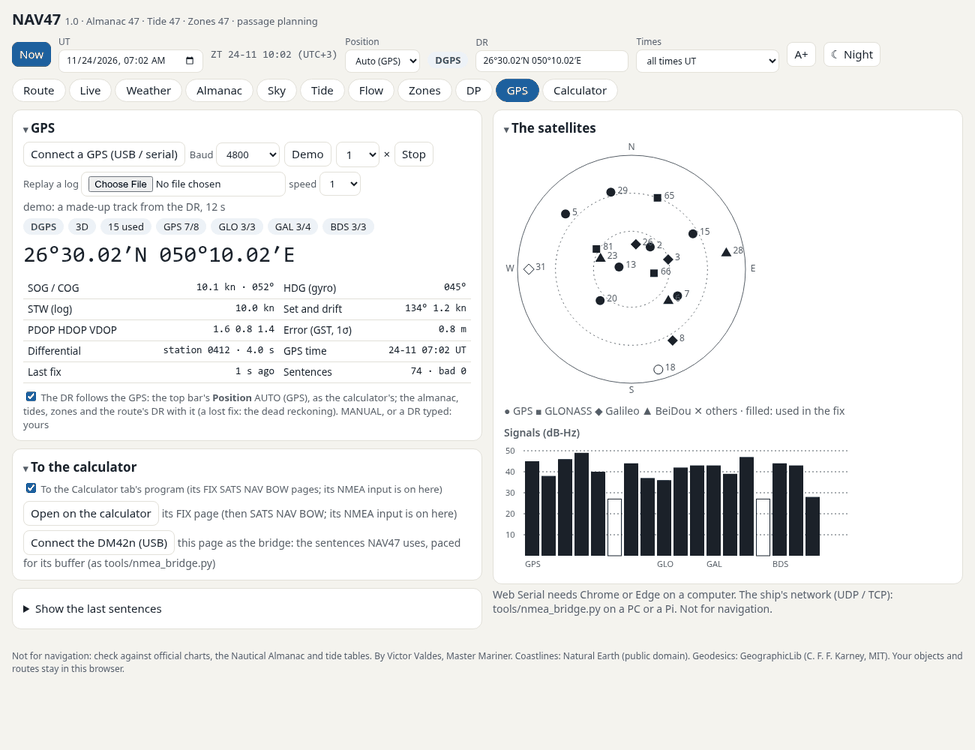 NAV47 1.0 · Almanac 47 · Tide 47 · Zones 47 · passage planning
UT Position DR Times
Now 11/24/2026, 07:02 AM ZT 24-11 10:02 (UTC+3) Auto (GPS) DGPS 26°30.02′N 050°10.02′E all times UT A+ ☾ Night
Route Live Weather Almanac Sky Tide Flow Zones DP GPS Calculator
▾ GPS
Connect a GPS (USB / serial) Baud 4800 Demo 1 × Stop
Replay a log Choose File No file chosen speed 1
demo: a made-up track from the DR, 12 s
DGPS 3D 15 used GPS 7/8 GLO 3/3 GAL 3/4 BDS 3/3
26°30.02′N 050°10.02′E
SOG / COG 10.1 kn · 052° HDG (gyro) 045°
STW (log) 10.0 kn Set and drift 134° 1.2 kn
PDOP HDOP VDOP 1.6 0.8 1.4 Error (GST, 1σ) 0.8 m
Differential station 0412 · 4.0 s GPS time 24-11 07:02 UT
Last fix 1 s ago Sentences 74 · bad 0
The DR follows the GPS: the top bar's Position AUTO (GPS), as the calculator's; the almanac,
tides, zones and the route's DR with it (a lost fix: the dead reckoning). MANUAL, or a DR typed:
yours
▾ To the calculator
To the Calculator tab's program (its FIX SATS NAV BOW pages; its NMEA input is on here)
Open on the calculator its FIX page (then SATS NAV BOW; its NMEA input is on here)
Connect the DM42n (USB) this page as the bridge: the sentences NAV47 uses, paced
for its buffer (as tools/nmea_bridge.py)
▶ Show the last sentences
▾ The satellites
N
29
65
5
15
81
2
28
23
3
W
31
13
66
E
20
7
8
18
S
● GPS ■ GLONASS ◆ Galileo ▲ BeiDou ✕ others · filled: used in the fix
Signals (dB-Hz)
50
40
30
20
10
GPS GLO GAL BDS
Web Serial needs Chrome or Edge on a computer. The ship's network (UDP / TCP):
tools/nmea_bridge.py on a PC or a Pi. Not for navigation.
Not for navigation: check against official charts, the Nautical Almanac and tide tables. By Victor Valdes, Master Mariner. Coastlines: Natural Earth (public domain). Geodesics: GeographicLib (C. F. F. Karney, MIT). Your objects and
routes stay in this browser.